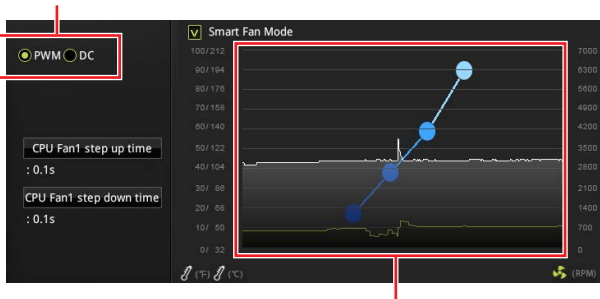 Smart Fan Mode
PWM DC
CPU Fan1 step up time
: 0.1s
CPU Fan1 step down time
: 0.1s
100/212
90/194
80/176
70/158
60/140
50/122
40/104
30/ 86
20/ 68
10/ 50
0/ 32
7000
6300
5600
4900
4200
3500
2800
2100
1400
700
0
(°F) (°C)
(RPM)